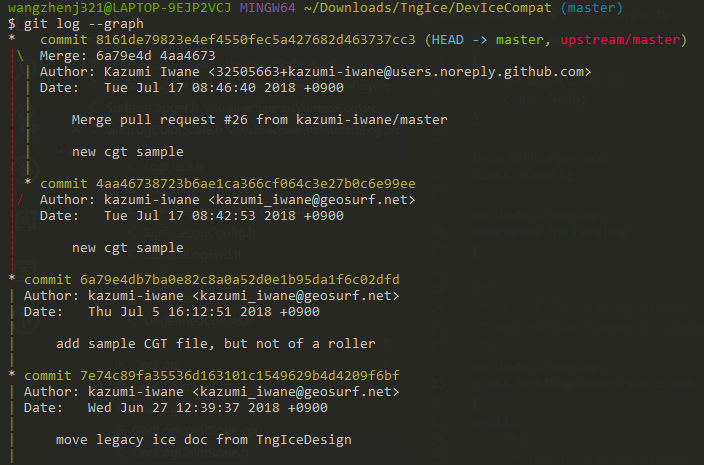 wangzhenj321@LAPTOP-9EJP2VCJ MINGW64 ~/Downloads/TngIce/DevIceCompat (master)
$ git log --graph
*   commit 8161de79823e4ef4550fec5a427682d463737cc3 (HEAD -> master, upstream/master)
|\  Merge: 6a79e4d 4aa4673
| | Author: Kazumi Iwane <32505663+kazumi-iwane@users.noreply.github.com>
| | Date:   Tue Jul 17 08:46:40 2018 +0900
| |
| |     Merge pull request #26 from kazumi-iwane/master
| |
| |     new cgt sample
| |
| * commit 4aa46738723b6ae1ca366cf064c3e27b0c6e99ee
|/  Author: kazumi-iwane <kazumi_iwane@geosurf.net>
|   Date:   Tue Jul 17 08:42:53 2018 +0900
|
|       new cgt sample
|
* commit 6a79e4db7ba0e82c8a0a52d0e1b95da1f6c02dfd
| Author: kazumi-iwane <kazumi_iwane@geosurf.net>
| Date:   Thu Jul 5 16:12:51 2018 +0900
|
|     add sample CGT file, but not of a roller
|
* commit 7e74c89fa35536d163101c1549629b4d4209f6bf
| Author: kazumi-iwane <kazumi_iwane@geosurf.net>
| Date:   Wed Jun 27 12:39:37 2018 +0900
|
|     move legacy ice doc from TngIceDesign
|